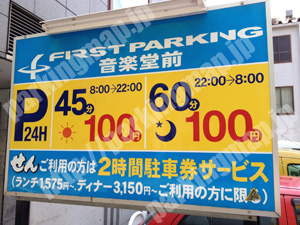 FIRST PARKING
音楽堂前
P 24H 45分 8:00→22:00 100円
60分 22:00→8:00 100円
せんご利用の方は2時間駐車券サービス
(ランチ1,575円~ディナー3,150円~ご利用の方に限